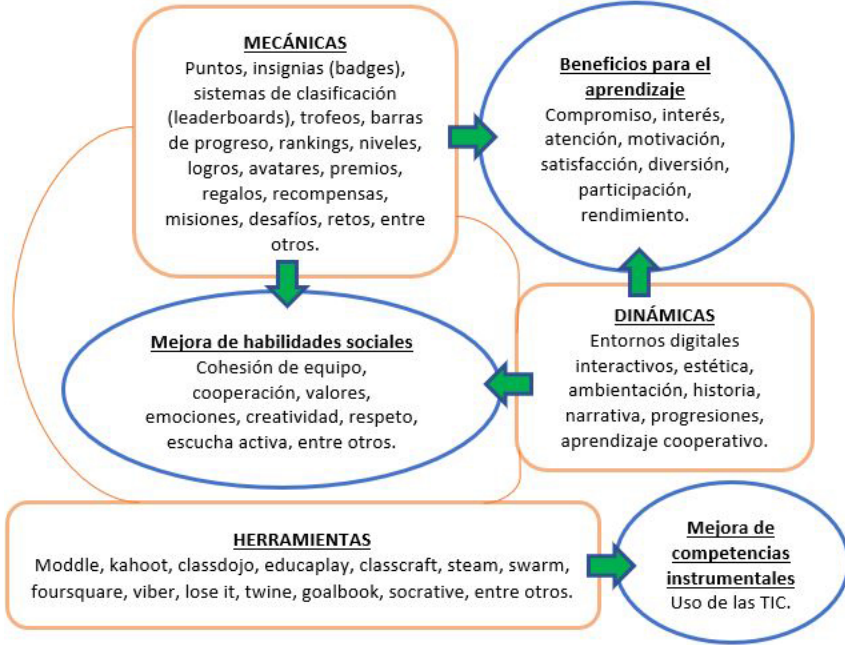 MECÁNICAS
Puntos, insignias (badges),
sistemas de clasificación
(leaderboards), trofeos, barras
de progreso, rankings, niveles,
logros, avatares, premios,
regalos, recompensas,
misiones, desafíos, retos, entre
otros.
Beneficios para el
aprendizaje
Compromiso, interés,
atención, motivación,
satisfacción, diversión,
participación,
rendimiento.
Mejora de habilidades sociales
Cohesión de equipo,
cooperación, valores,
emociones, creatividad, respeto,
escucha activa, entre otros.
DINÁMICAS
Entornos digitales
interactivos, estética,
ambientación, historia,
narrativa, progresiones,
aprendizaje cooperativo.
HERRAMIENTAS
Moddle, kahoot, classdojo, educaplay, classcraft, steam, swarm,
foursquare, viber, lose it, twine, goalbook, socrative, entre otros.
Mejora de
competencias
instrumentales
Uso de las TIC.